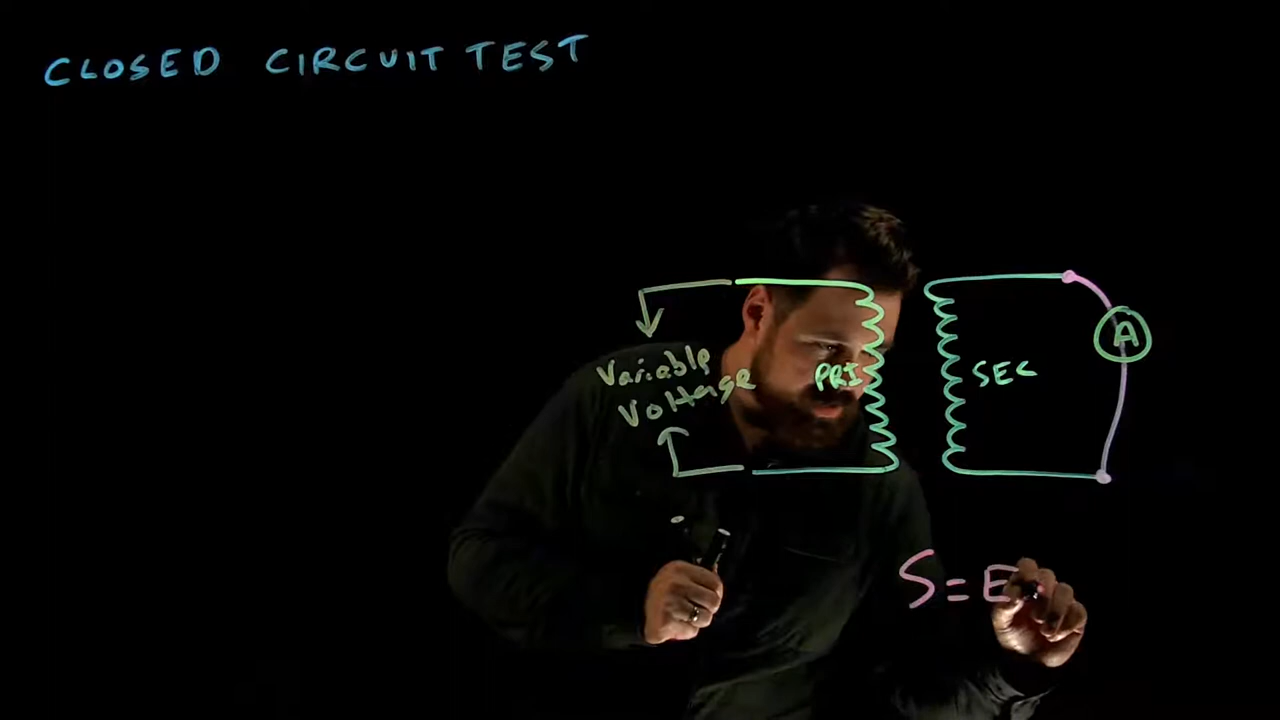 CLOSED CIRCUIT TEST
Variable
Voltage
PRI
SEC
A
S=E